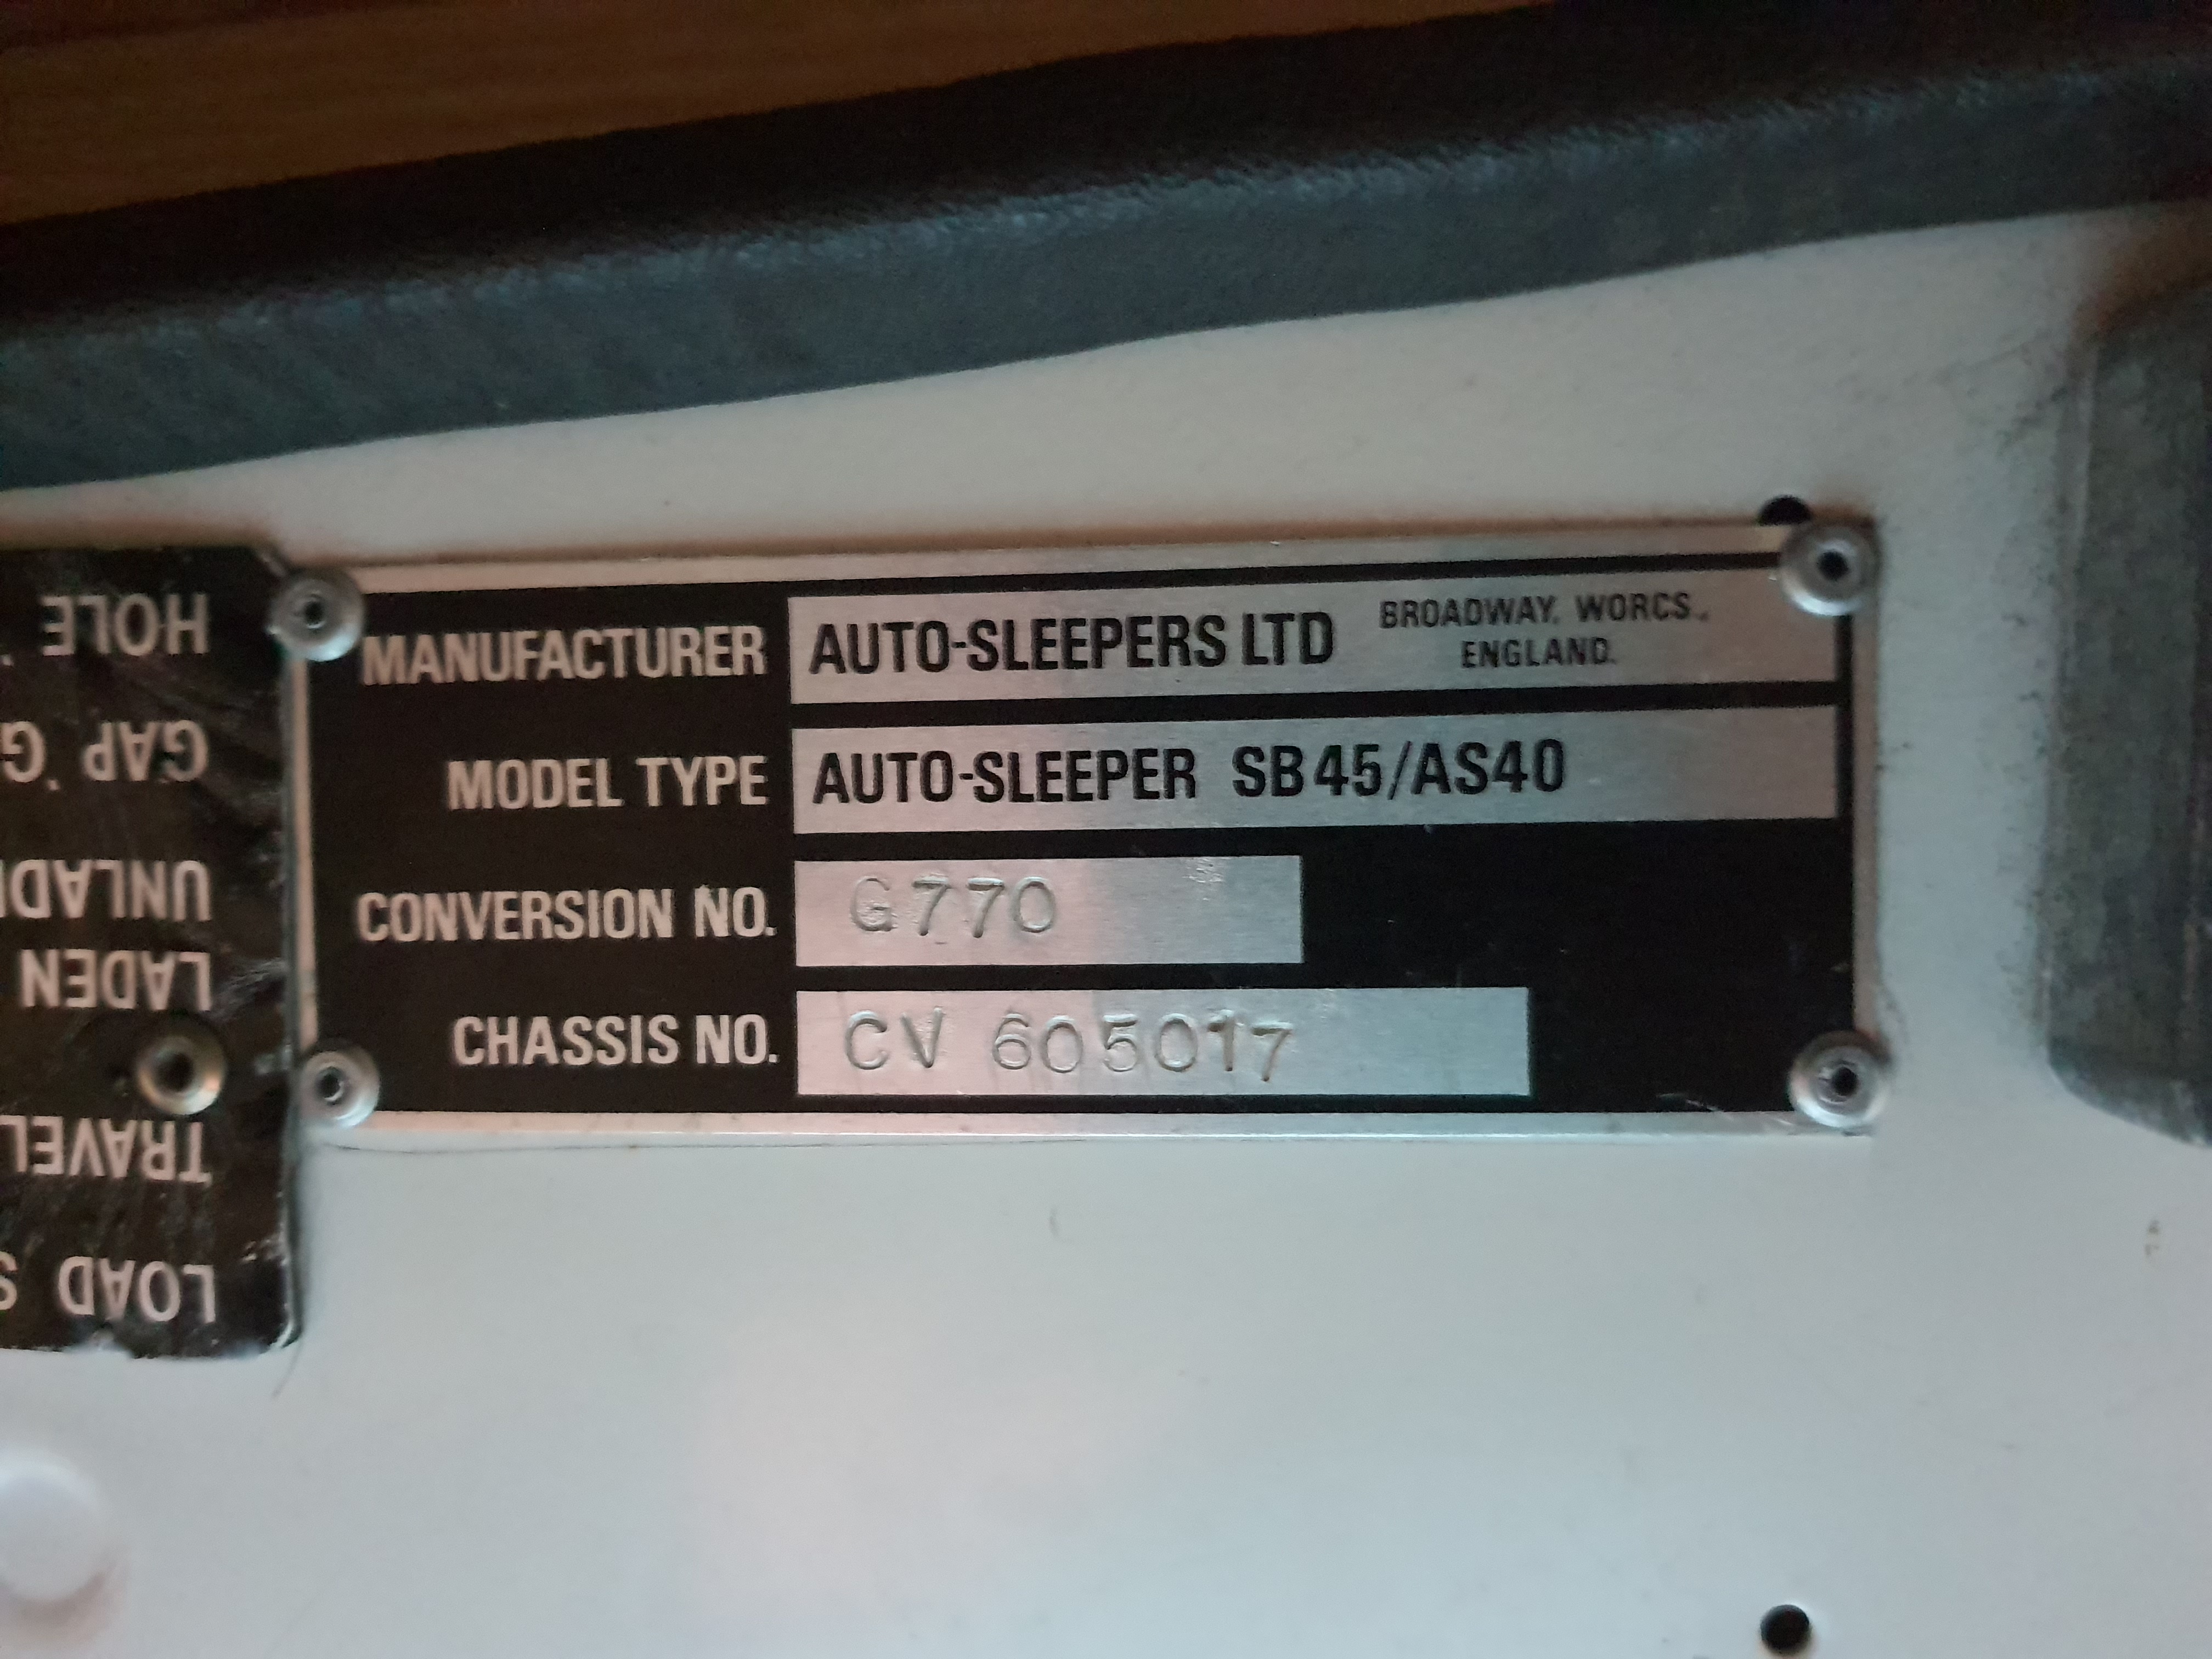 MANUFACTURER AUTO-SLEEPERS LTD BROADWAY, WORCS.,
ENGLAND.
MODEL TYPE AUTO-SLEEPER SB45/AS40
CONVERSION NO. G770
CHASSIS NO. CV 605017
LOAD S
TRAVEL
LADEN
UNLADE
GAP 'G
HOLE '